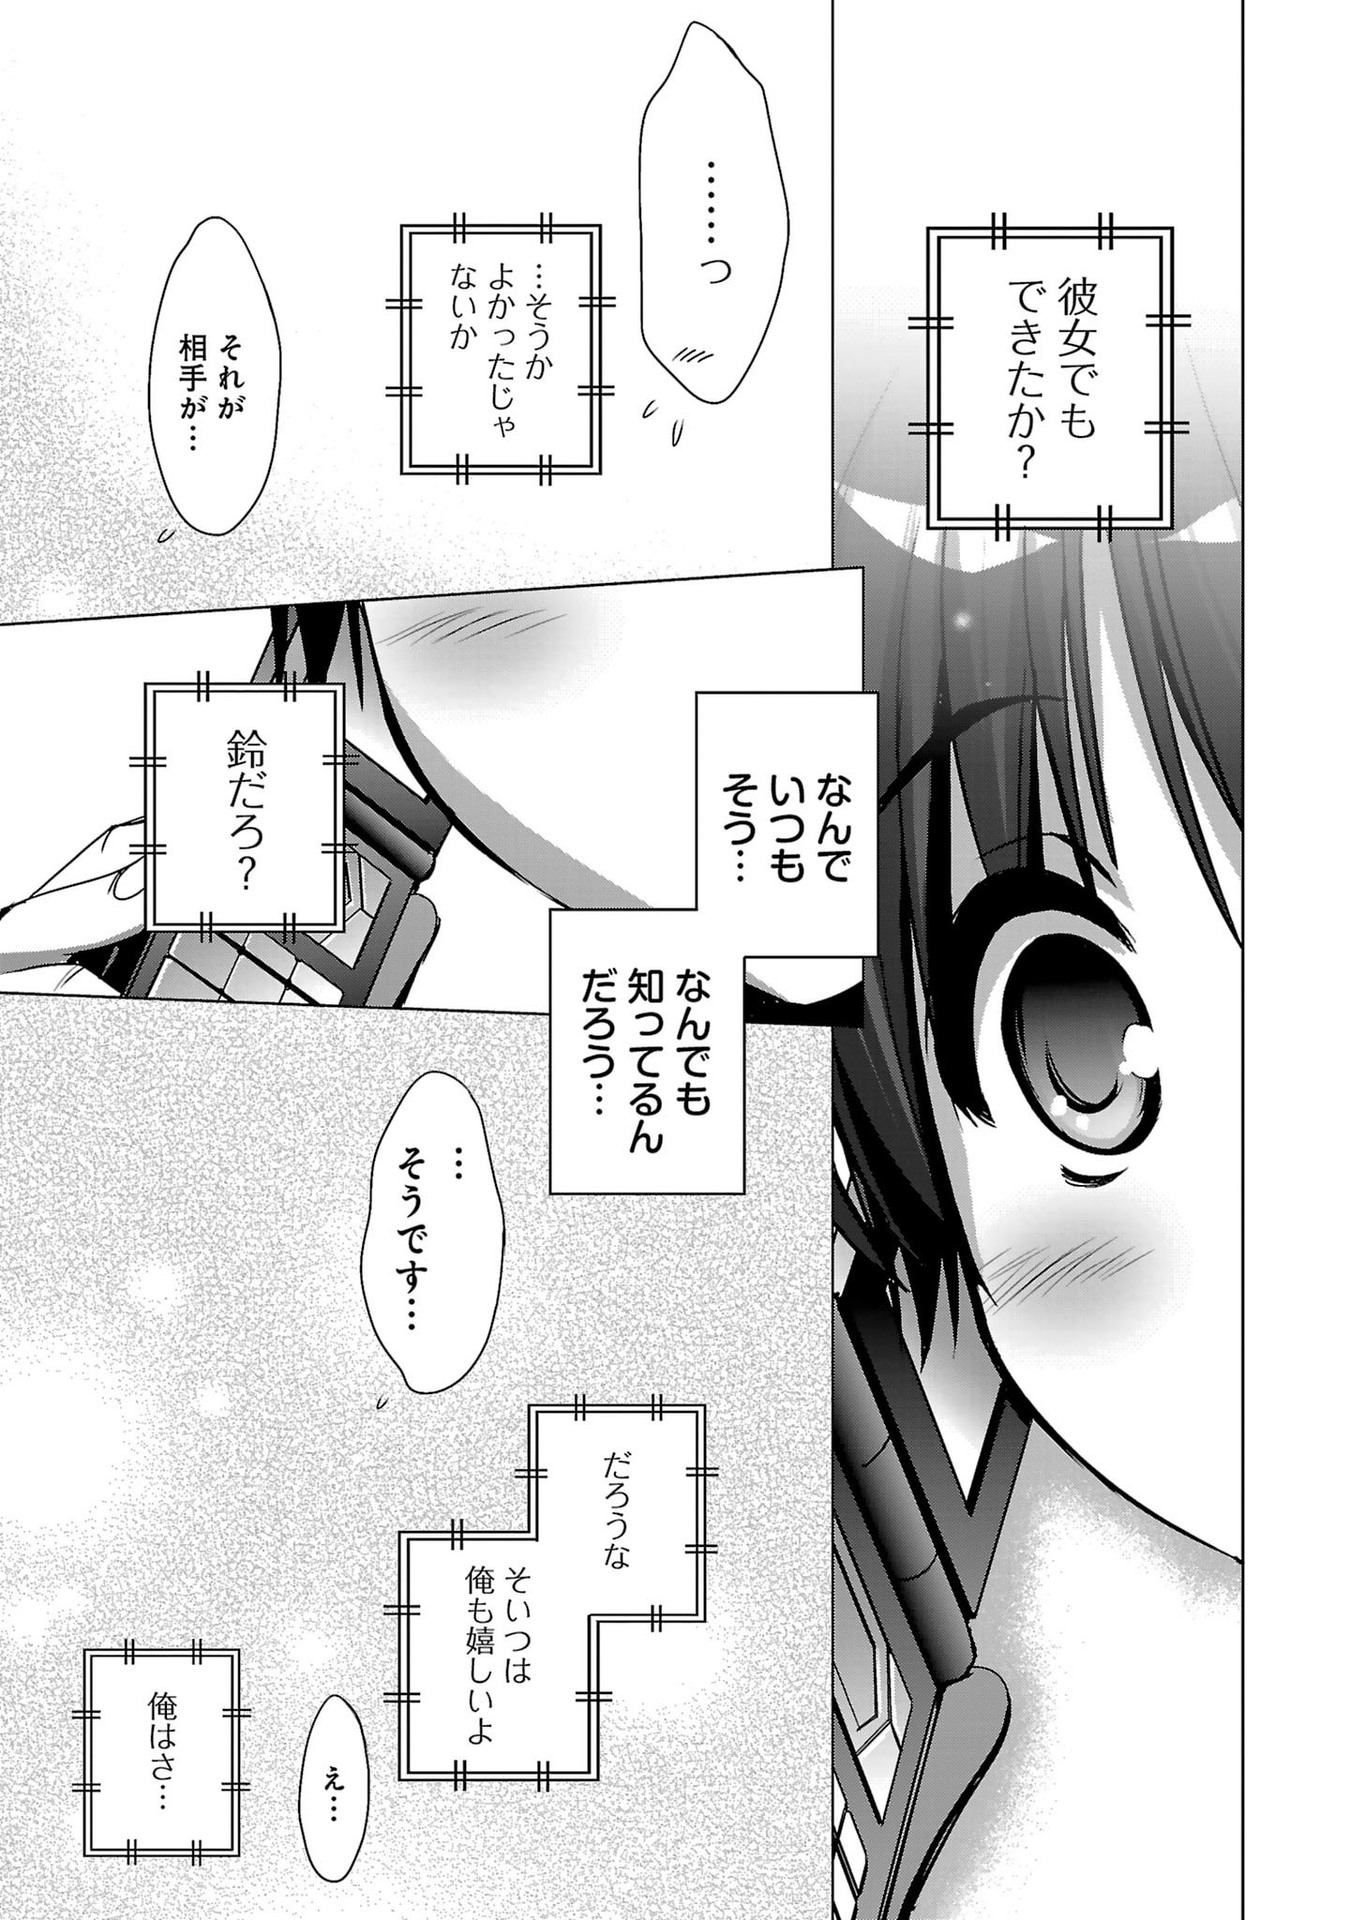 彼女でも
できたか？
……っ
…そうか
よかったじゃ
ないか
それが
相手が…
鈴だろ？
なんで
いつも
そう…
なんでも
知ってるん
だろう…
…
そうです…
だろうな
そいつは
俺も嬉しいよ
え…
俺はさ…